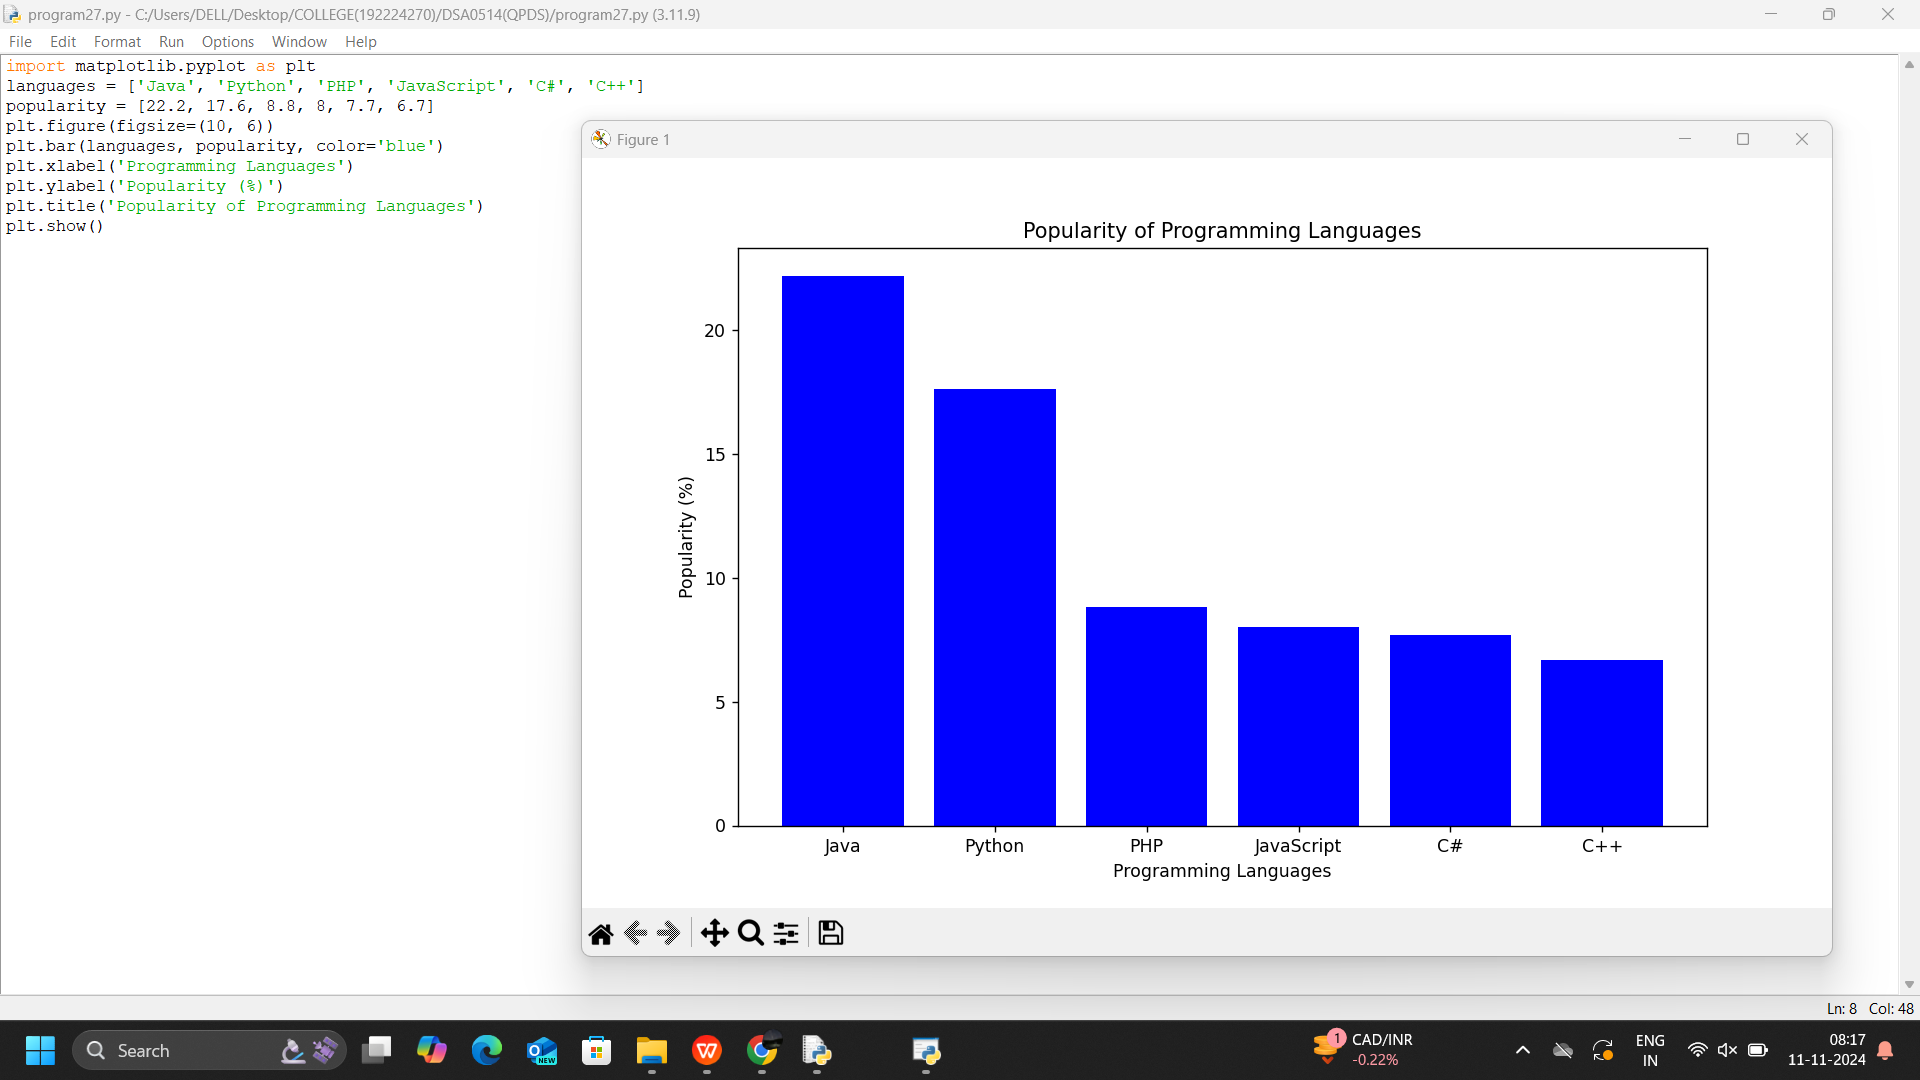 program27.py - C:/Users/DELL/Desktop/COLLEGE(192224270)/DSA0514(QPDS)/program27.py (3.11.9)
File Edit Format Run Options Window Help
import matplotlib.pyplot as plt
languages = ['Java', 'Python', 'PHP', 'JavaScript', 'C#', 'C++']
popularity = [22.2, 17.6, 8.8, 8, 7.7, 6.7]
plt.figure(figsize=(10, 6))
plt.bar(languages, popularity, color='blue')
plt.xlabel('Programming Languages')
plt.ylabel('Popularity (%)')
plt.title('Popularity of Programming Languages')
plt.show()
Figure 1
Popularity of Programming Languages
20
15
10
5
0
Popularity (%)
Java Python PHP JavaScript C# C++
Programming Languages
Ln: 8 Col: 48
Search
NEW
1
CAD/INR
-0.22%
ENG
IN
08:17
11-11-2024